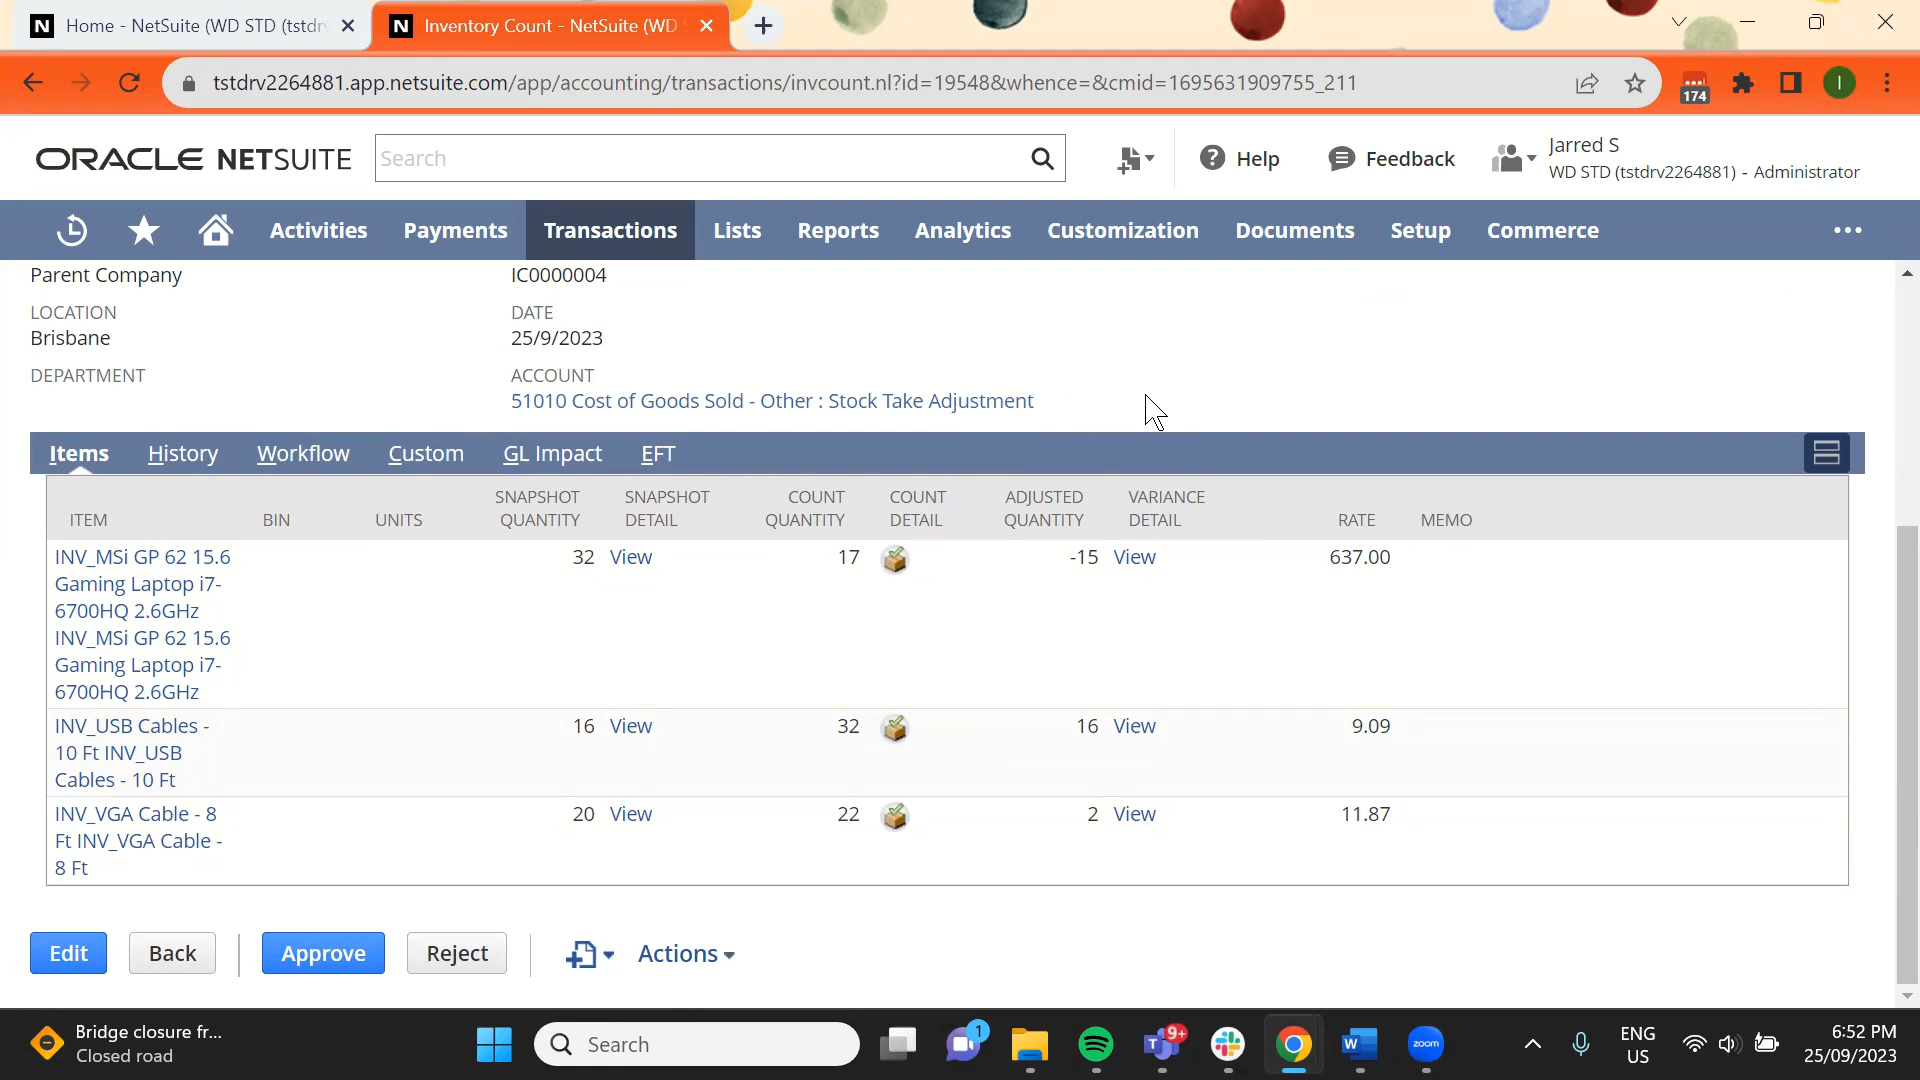 Home - NetSuite (WD STD (tstdr
Inventory Count - NetSuite (WD
tstdrv2264881.app.netsuite.com/app/accounting/transactions/invcount.nl?id=19548&whence=&cmid=1695631909755_211
174
I
ORACLE NETSUITE
Search
Help
Feedback
Jarred S
WD STD (tstdrv2264881) - Administrator
Activities Payments Transactions Lists Reports Analytics Customization Documents Setup Commerce
Parent Company
IC0000004
LOCATION
Brisbane
DATE
25/9/2023
DEPARTMENT
ACCOUNT
51010 Cost of Goods Sold - Other : Stock Take Adjustment
Items History Workflow Custom GL Impact EFT
ITEM BIN UNITS SNAPSHOT QUANTITY SNAPSHOT DETAIL COUNT QUANTITY COUNT DETAIL ADJUSTED QUANTITY VARIANCE DETAIL RATE MEMO
INV_MSi GP 62 15.6 32 View 17 -15 View 637.00
Gaming Laptop i7-
6700HQ 2.6GHz
INV_MSi GP 62 15.6
Gaming Laptop i7-
6700HQ 2.6GHz
INV_USB Cables - 16 View 32 16 View 9.09
10 Ft INV_USB
Cables - 10 Ft
INV_VGA Cable - 8 20 View 22 2 View 11.87
Ft INV_VGA Cable -
8 Ft
Edit Back Approve Reject Actions
Bridge closure fr...
Closed road
Search
1
9+
zoom
ENG
US
6:52 PM
25/09/2023